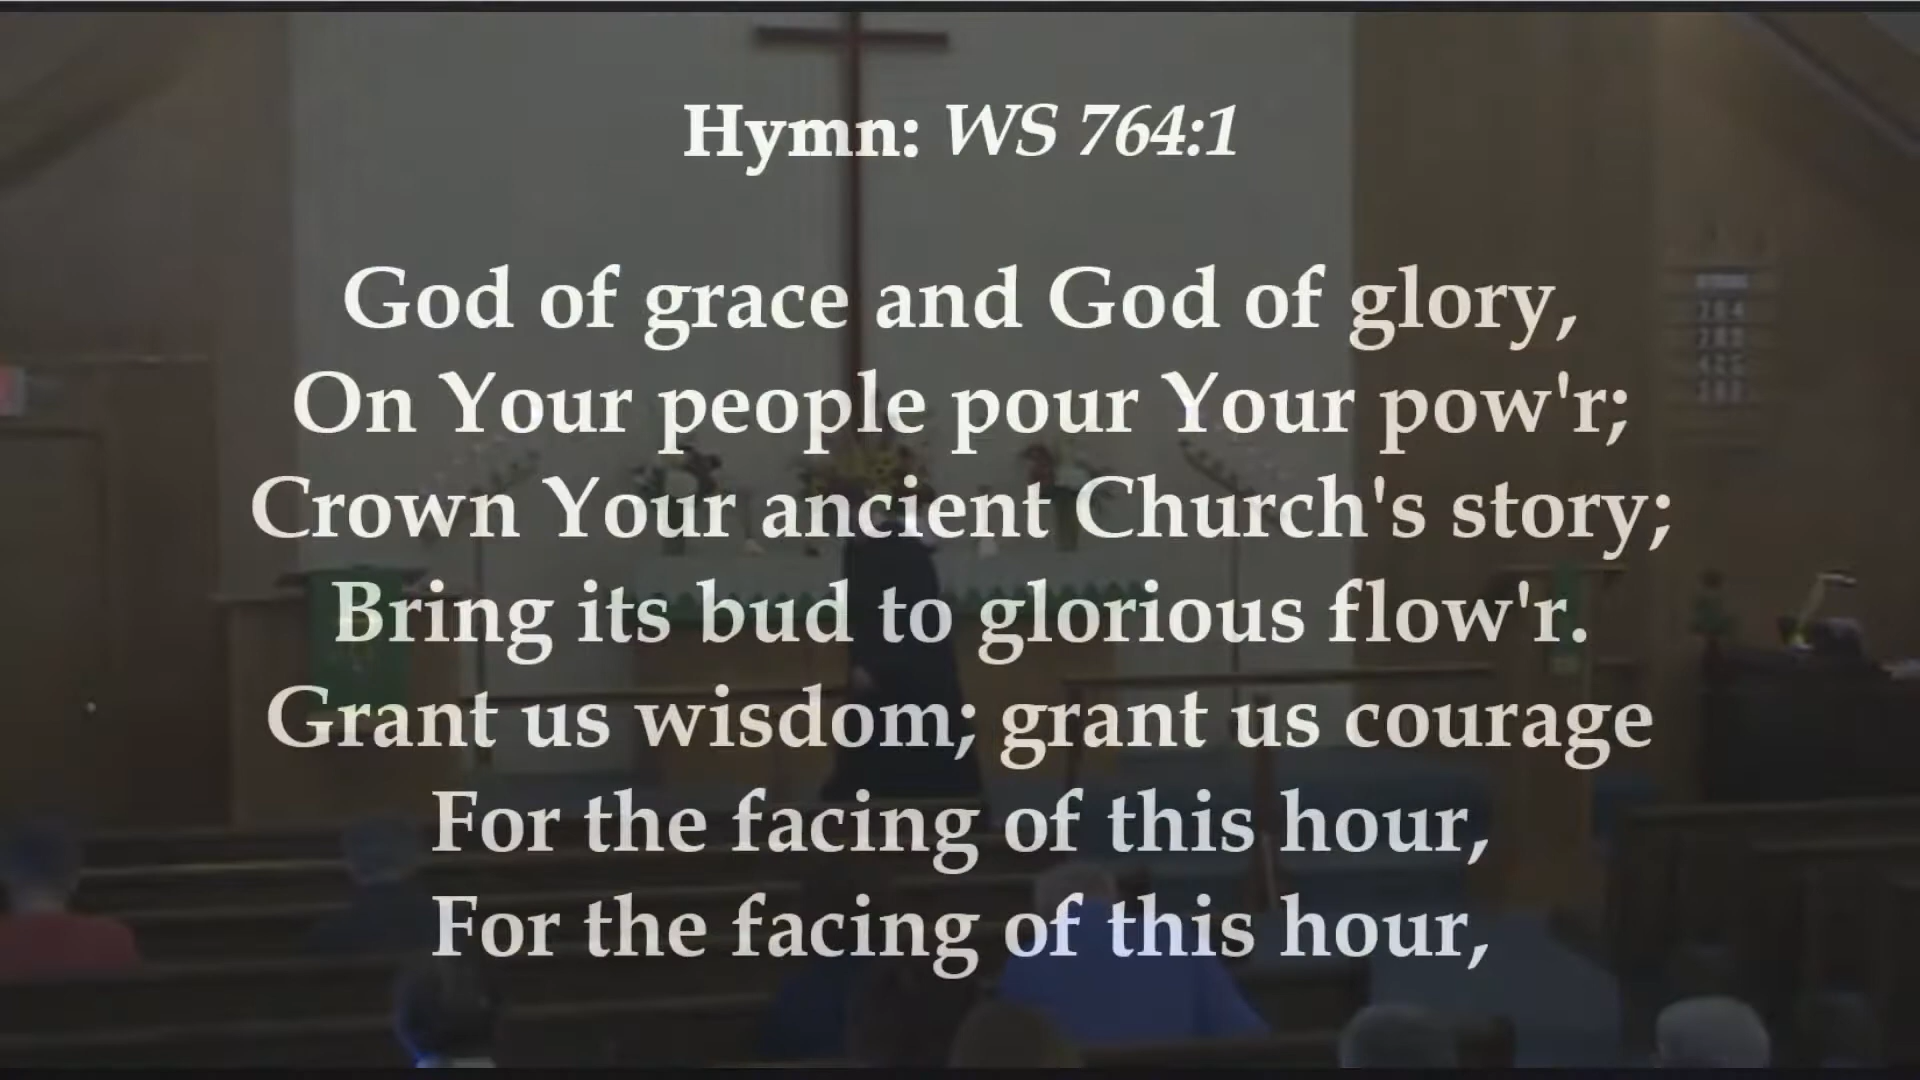 Hymn: WS 764:1
God of grace and God of glory,
On Your people pour Your pow'r;
Crown Your ancient Church's story;
Bring its bud to glorious flow'r.
Grant us wisdom; grant us courage
For the facing of this hour,
For the facing of this hour,